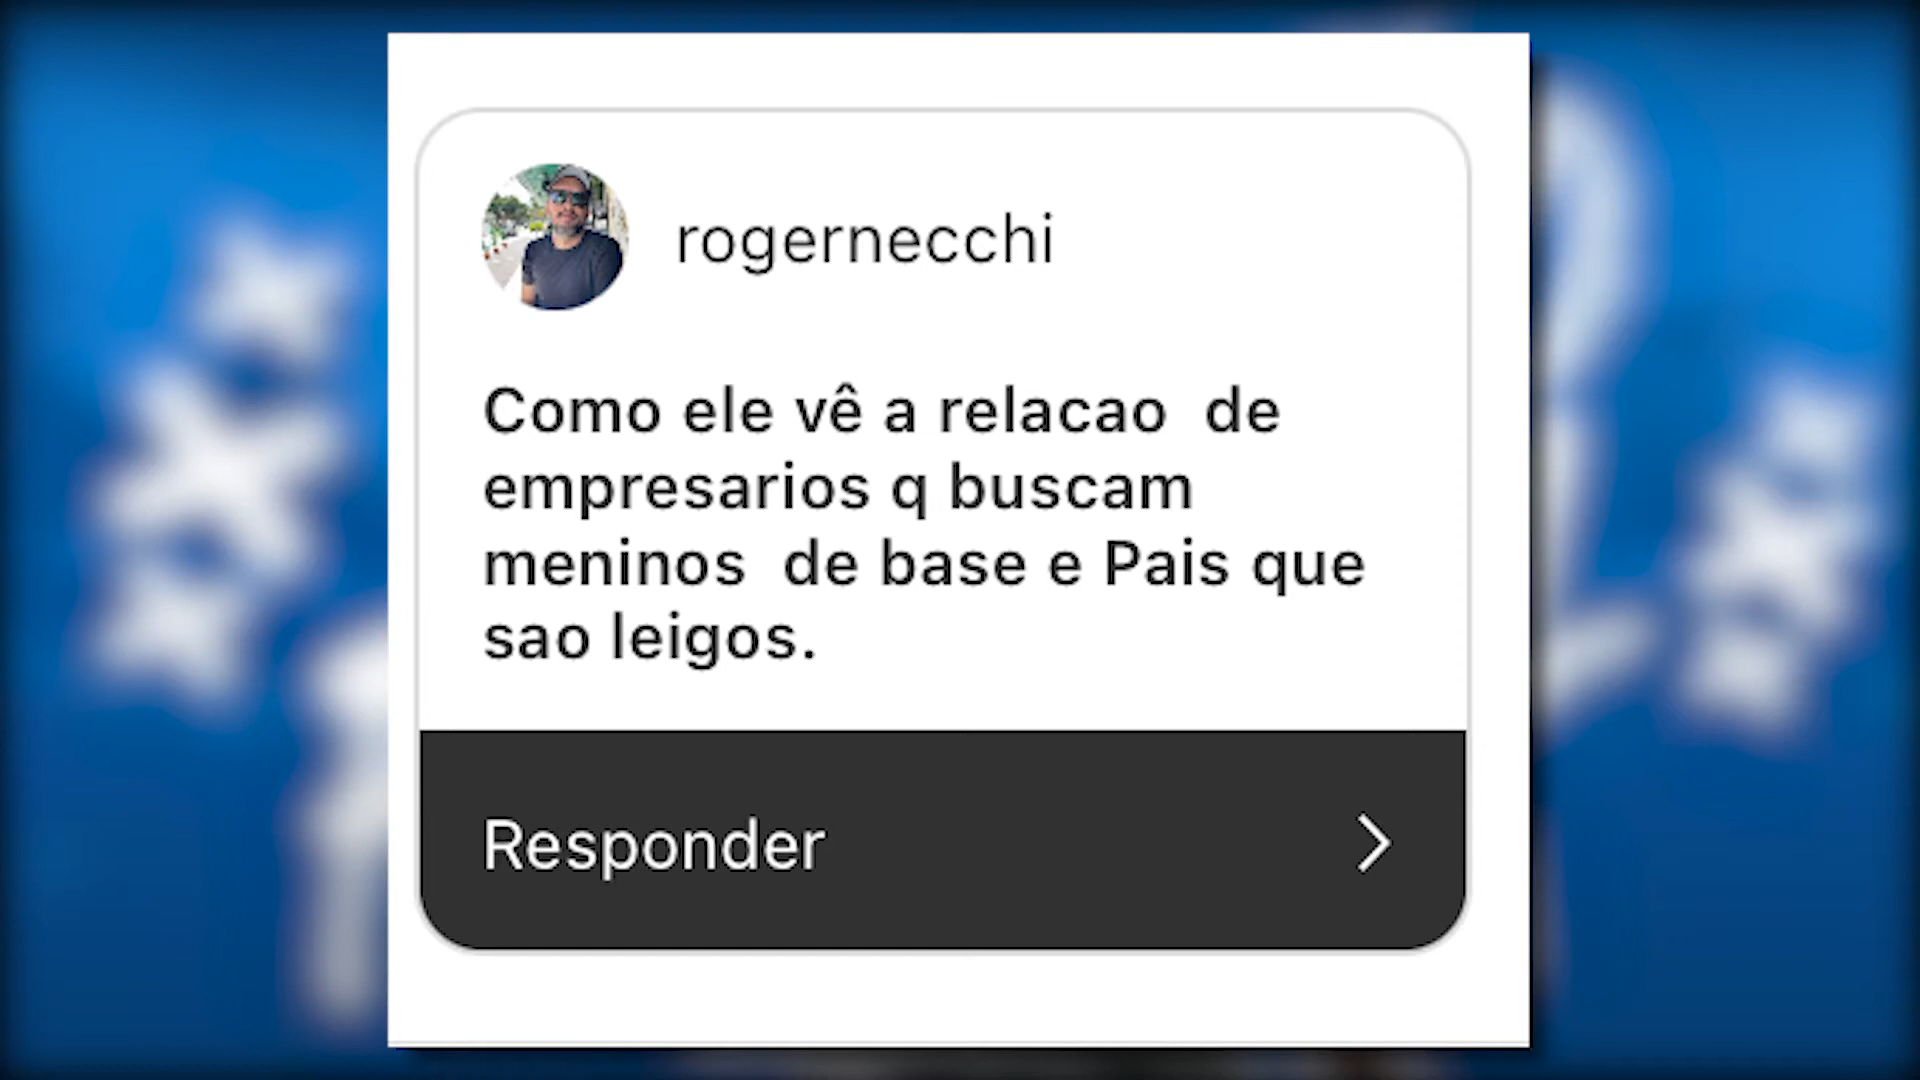 rogernecchi
Como ele vê a relacao  de
empresarios q buscam
meninos  de base e Pais que
sao leigos.
Responder